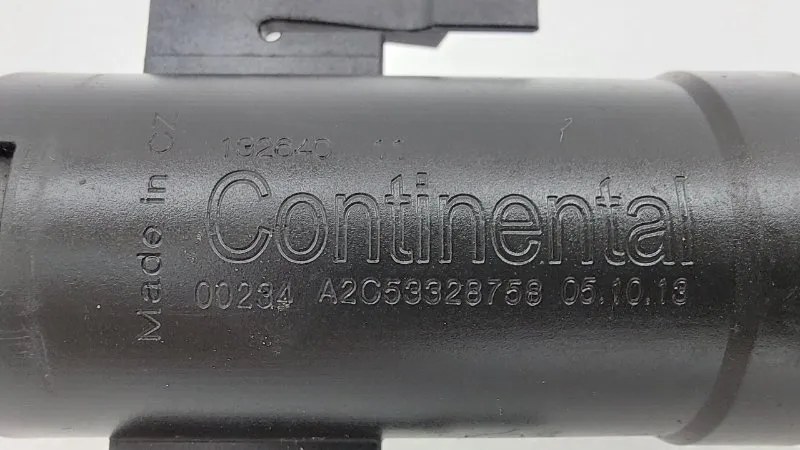 Made in CZ
132640 11
Continental
00234 A2C53328758 05.10.13